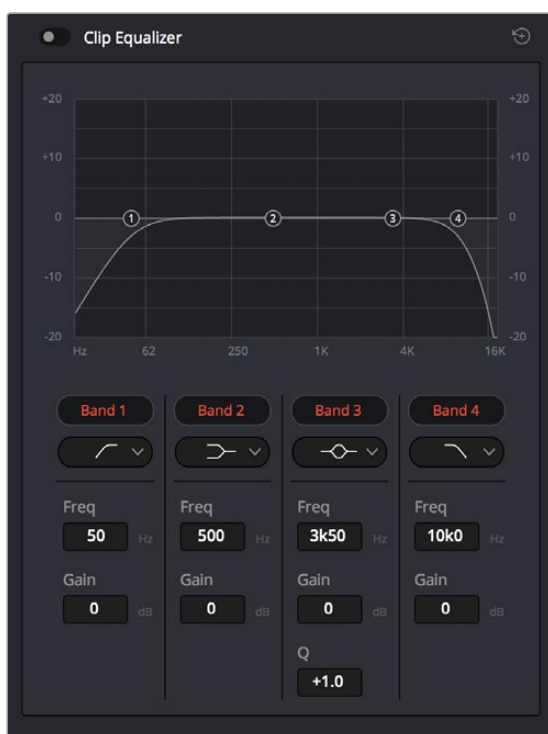 Clip Equalizer
+20 +20
+10 +10
0 1 2 3 4 0
-10 -10
-20 -20
Hz 62 250 1K 4K 16K
Band 1 Band 2 Band 3 Band 4
Freq Freq Freq Freq
50 Hz 500 Hz 3k50 Hz 10k0 Hz
Gain Gain Gain Gain
0 dB 0 dB 0 dB 0 dB
Q
+1.0